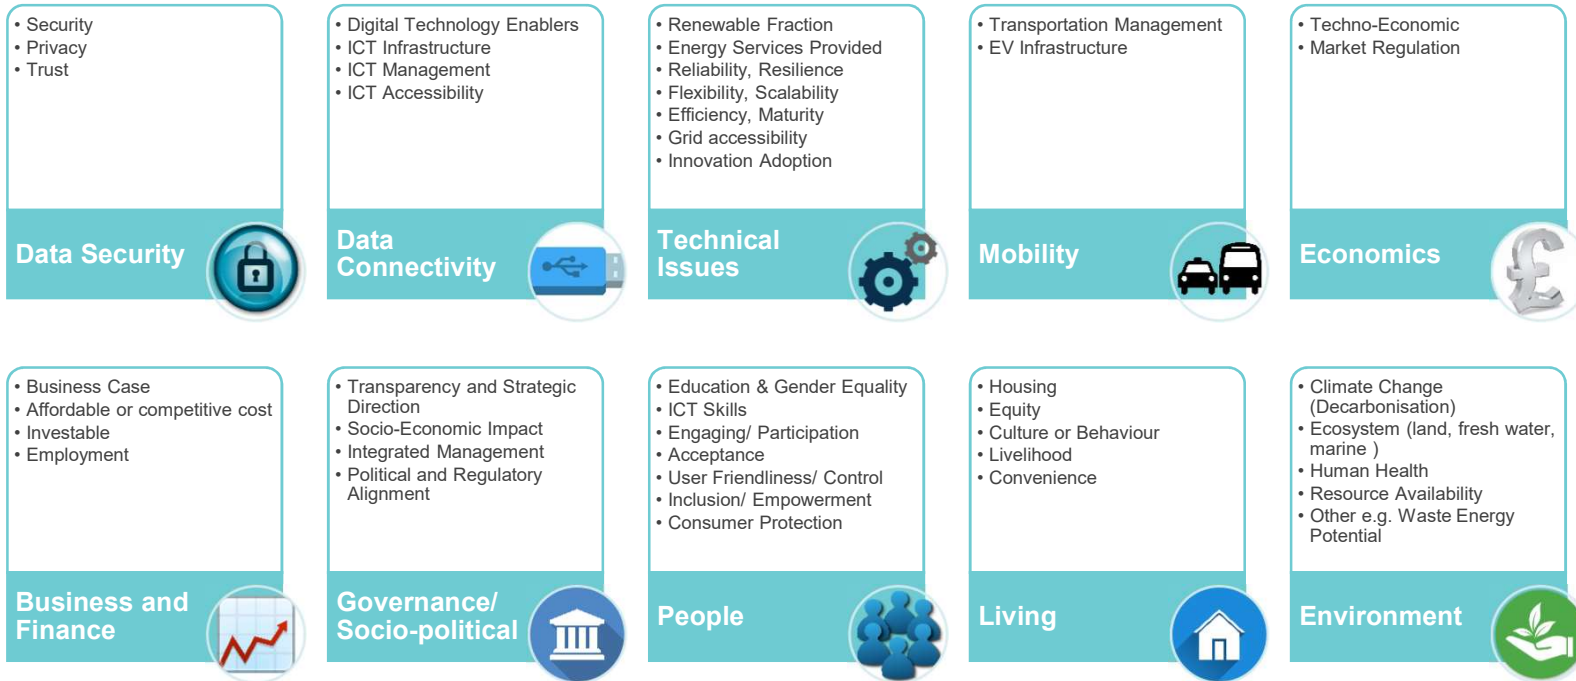 • Security
• Privacy
• Trust
Data Security
• Digital Technology Enablers
• ICT Infrastructure
• ICT Management
• ICT Accessibility
Data
Connectivity
• Renewable Fraction
• Energy Services Provided
• Reliability, Resilience
• Flexibility, Scalability
• Efficiency, Maturity
• Grid accessibility
• Innovation Adoption
Technical
Issues
• Transportation Management
• EV Infrastructure
Mobility
• Techno-Economic
• Market Regulation
Economics
£
• Business Case
• Affordable or competitive cost
• Investable
• Employment
Business and
Finance
• Transparency and Strategic
Direction
• Socio-Economic Impact
• Integrated Management
• Political and Regulatory
Alignment
Governance/
Socio-political
• Education & Gender Equality
• ICT Skills
• Engaging/ Participation
• Acceptance
• User Friendliness/ Control
• Inclusion/ Empowerment
• Consumer Protection
People
• Housing
• Equity
• Culture or Behaviour
• Livelihood
• Convenience
Living
• Climate Change
(Decarbonisation)
• Ecosystem (land, fresh water,
marine )
• Human Health
• Resource Availability
• Other e.g. Waste Energy
Potential
Environment